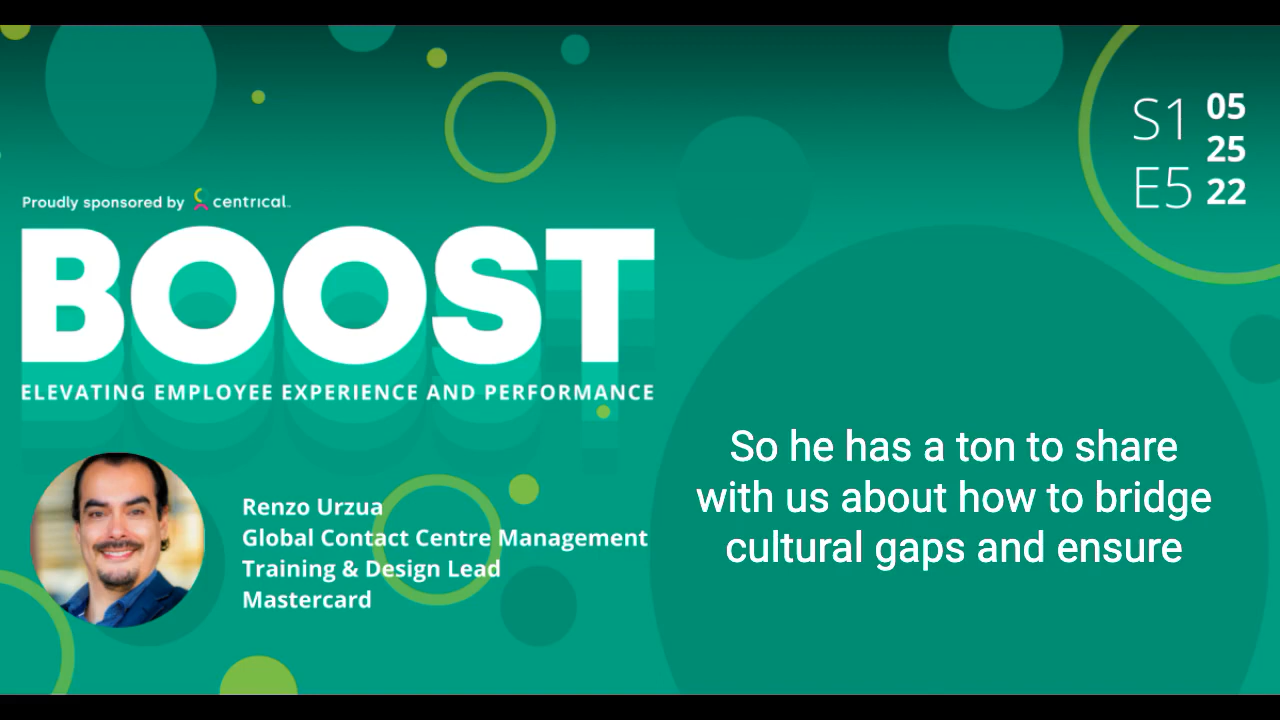 S1 05
25
E5 22
Proudly sponsored by centrical
BOOST
ELEVATING EMPLOYEE EXPERIENCE AND PERFORMANCE
So he has a ton to share
with us about how to bridge
cultural gaps and ensure
Renzo Urzua
Global Contact Centre Management
Training & Design Lead
Mastercard